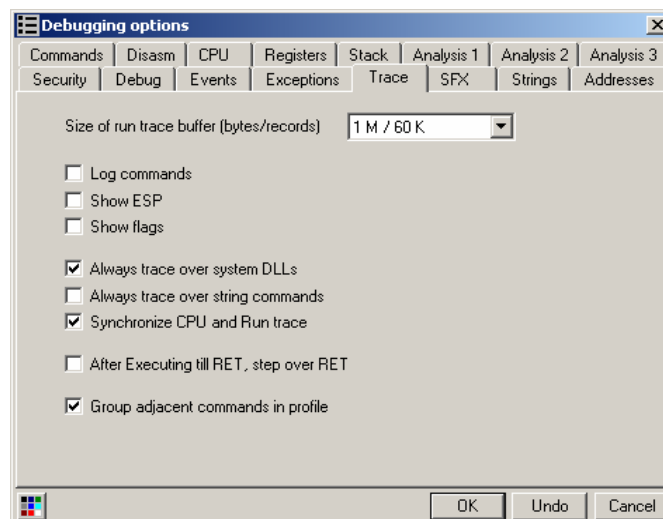 Debugging options
Commands Disasm CPU Registers Stack Analysis 1 Analysis 2 Analysis 3
Security Debug Events Exceptions Trace SFX Strings Addresses
Size of run trace buffer (bytes/records) 1 M / 60 K
Log commands
Show ESP
Show flags
Always trace over system DLLs
Always trace over string commands
Synchronize CPU and Run trace
After Executing till RET, step over RET
Group adjacent commands in profile
OK Undo Cancel